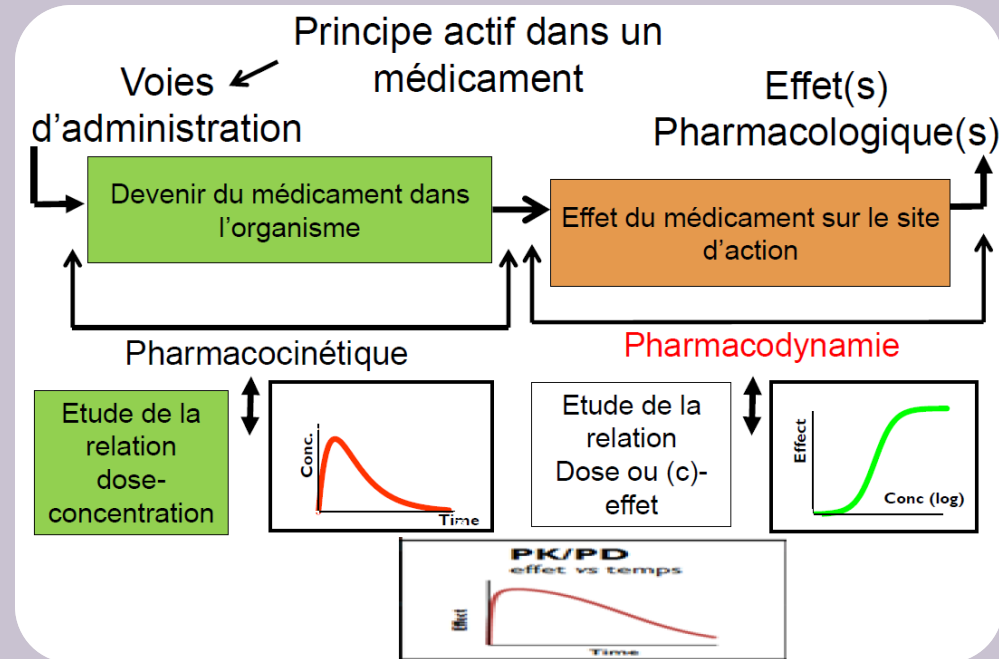 Principe actif dans un
médicament
Voies
d'administration
Effet(s)
Pharmacologique(s)
Devenir du médicament dans
l'organisme
Effet du médicament sur le site
d'action
Pharmacocinétique
Pharmacodynamie
Etude de la
relation
dose-
concentration
Conc.
Time
Etude de la
relation
Dose ou (c)-
effet
Effect
Conc (log)
PK/PD
effet vs temps
Effect
Time